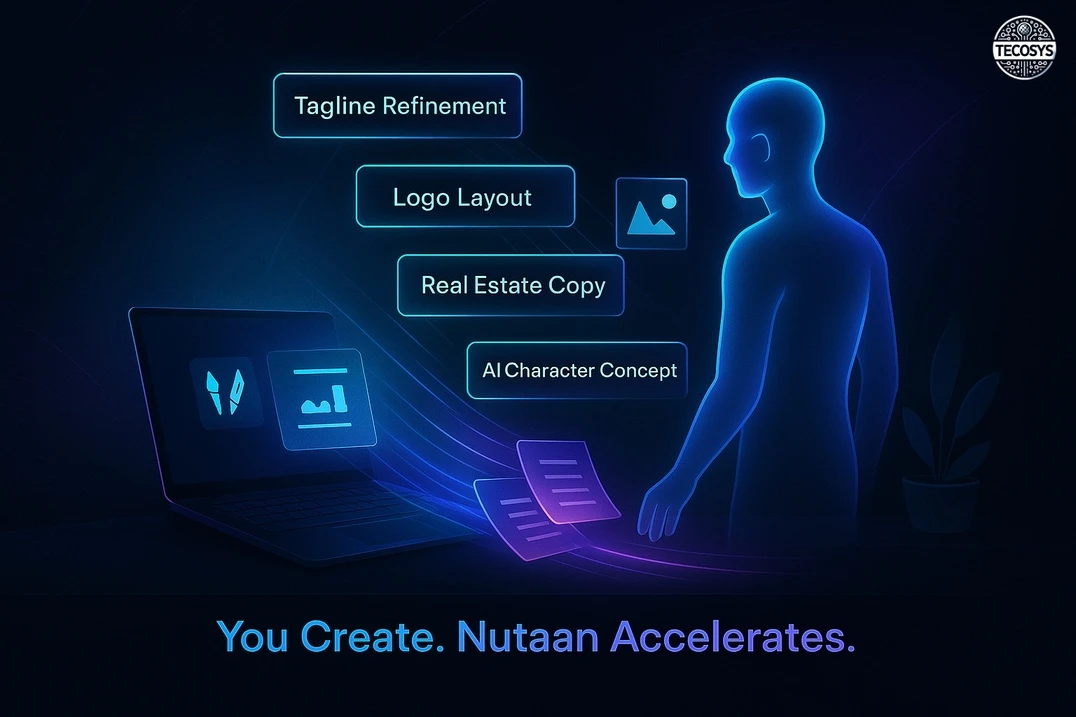 TECOSYS
Tagline Refinement
Logo Layout
Real Estate Copy
AI Character Concept
You Create. Nutaan Accelerates.